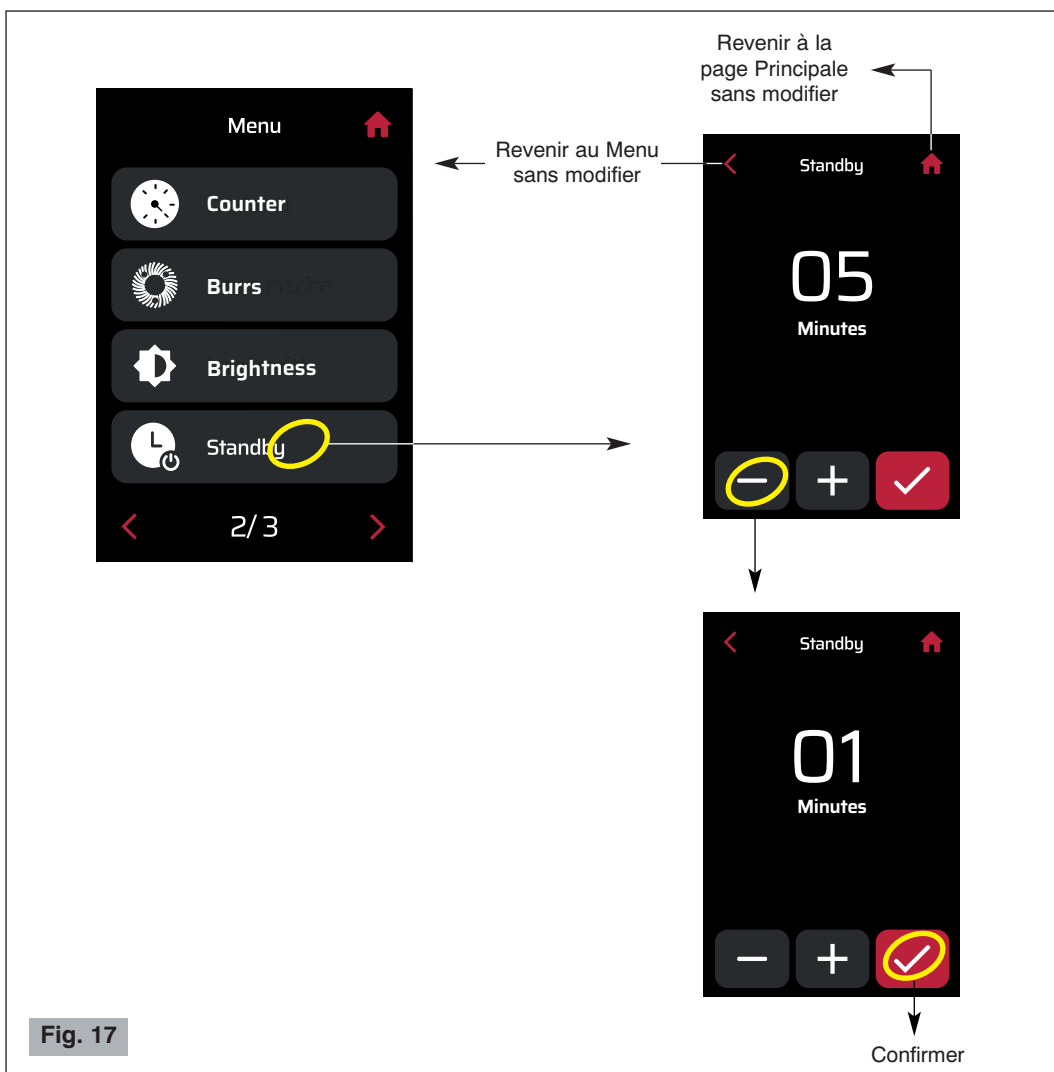 Revenir à la
page Principale
sans modifier
Menu
Revenir au Menu
sans modifier
Standby
Counter
05
Burrs
Minutes
Brightness
Standby
2/ 3
Standby
01
Minutes
Fig. 17
Confirmer